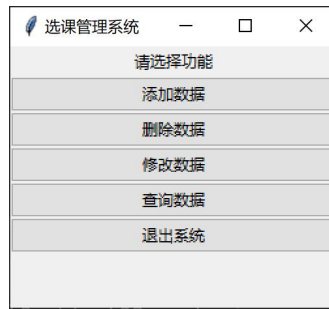 选课管理系统
请选择功能
添加数据
删除数据
修改数据
查询数据
退出系统